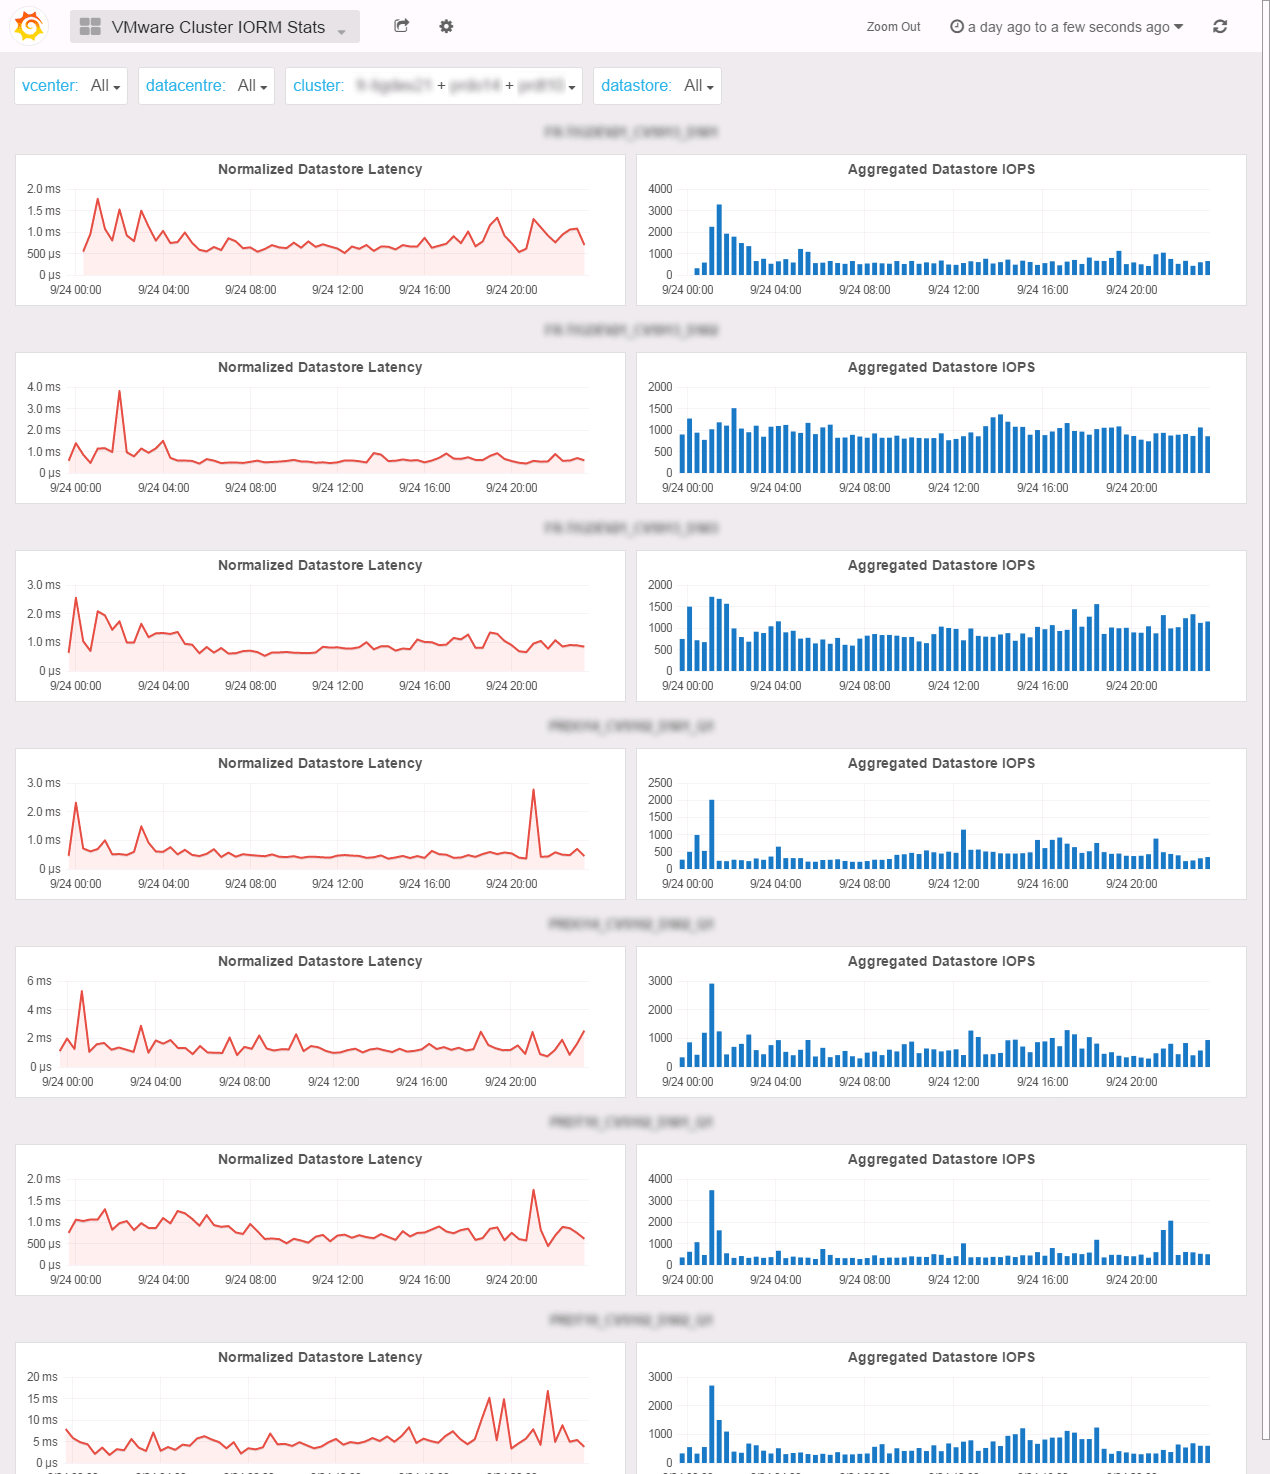 VMware Cluster IORM Stats
Zoom Out
a day ago to a few seconds ago
vcenter: All
datacentre: All
cluster: + +
datastore: All
Normalized Datastore Latency
2.0 ms
1.5 ms
1.0 ms
500 µs
0 µs
9/24 00:00 9/24 04:00 9/24 08:00 9/24 12:00 9/24 16:00 9/24 20:00
Aggregated Datastore IOPS
4000
3000
2000
1000
0
9/24 00:00 9/24 04:00 9/24 08:00 9/24 12:00 9/24 16:00 9/24 20:00
Normalized Datastore Latency
4.0 ms
3.0 ms
2.0 ms
1.0 ms
0 µs
9/24 00:00 9/24 04:00 9/24 08:00 9/24 12:00 9/24 16:00 9/24 20:00
Aggregated Datastore IOPS
2000
1500
1000
500
0
9/24 00:00 9/24 04:00 9/24 08:00 9/24 12:00 9/24 16:00 9/24 20:00
Normalized Datastore Latency
3.0 ms
2.0 ms
1.0 ms
0 µs
9/24 00:00 9/24 04:00 9/24 08:00 9/24 12:00 9/24 16:00 9/24 20:00
Aggregated Datastore IOPS
2000
1500
1000
500
0
9/24 00:00 9/24 04:00 9/24 08:00 9/24 12:00 9/24 16:00 9/24 20:00
Normalized Datastore Latency
3.0 ms
2.0 ms
1.0 ms
0 µs
9/24 00:00 9/24 04:00 9/24 08:00 9/24 12:00 9/24 16:00 9/24 20:00
Aggregated Datastore IOPS
2500
2000
1500
1000
500
0
9/24 00:00 9/24 04:00 9/24 08:00 9/24 12:00 9/24 16:00 9/24 20:00
Normalized Datastore Latency
6 ms
4 ms
2 ms
0 µs
9/24 00:00 9/24 04:00 9/24 08:00 9/24 12:00 9/24 16:00 9/24 20:00
Aggregated Datastore IOPS
3000
2000
1000
0
9/24 00:00 9/24 04:00 9/24 08:00 9/24 12:00 9/24 16:00 9/24 20:00
Normalized Datastore Latency
2.0 ms
1.5 ms
1.0 ms
500 µs
0 µs
9/24 00:00 9/24 04:00 9/24 08:00 9/24 12:00 9/24 16:00 9/24 20:00
Aggregated Datastore IOPS
4000
3000
2000
1000
0
9/24 00:00 9/24 04:00 9/24 08:00 9/24 12:00 9/24 16:00 9/24 20:00
Normalized Datastore Latency
20 ms
15 ms
10 ms
5 ms
0 µs
Aggregated Datastore IOPS
3000
2000
1000
0